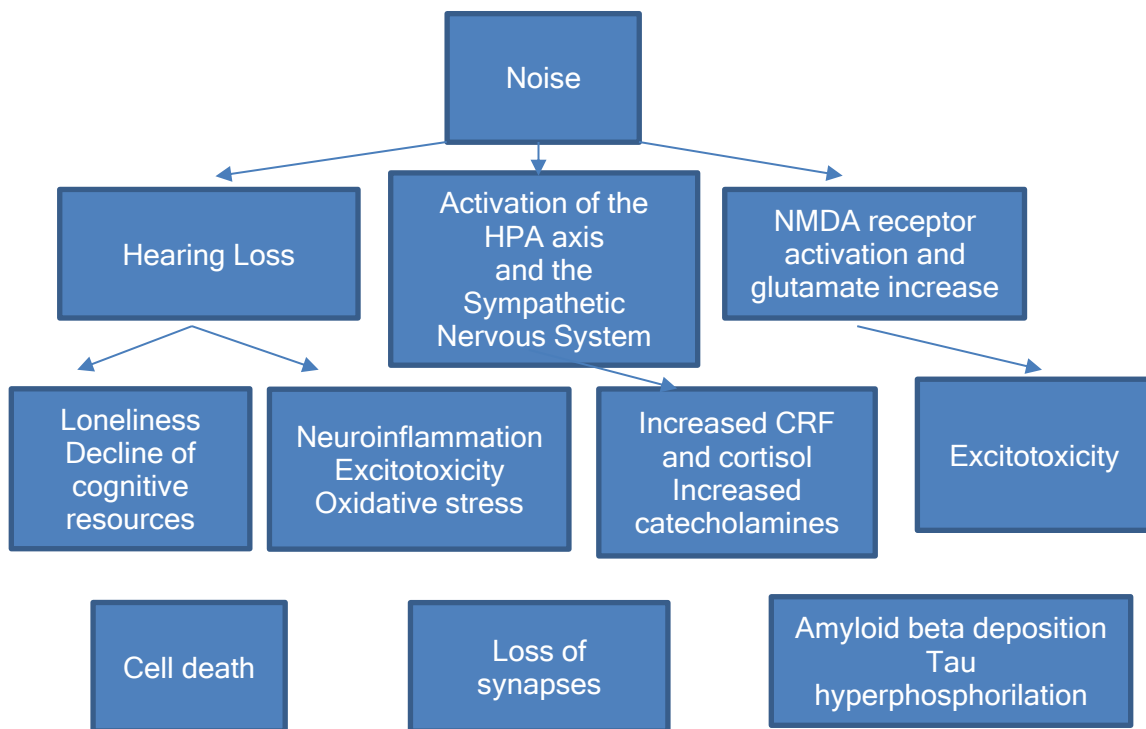 Noise
Hearing Loss
Activation of the
HPA axis
and the
Sympathetic
Nervous System
NMDA receptor
activation and
glutamate increase
Loneliness
Decline of
cognitive
resources
Neuroinflammation
Excitotoxicity
Oxidative stress
Increased CRF
and cortisol
Increased
catecholamines
Excitotoxicity
Cell death
Loss of
synapses
Amyloid beta deposition
Tau
hyperphosphorilation